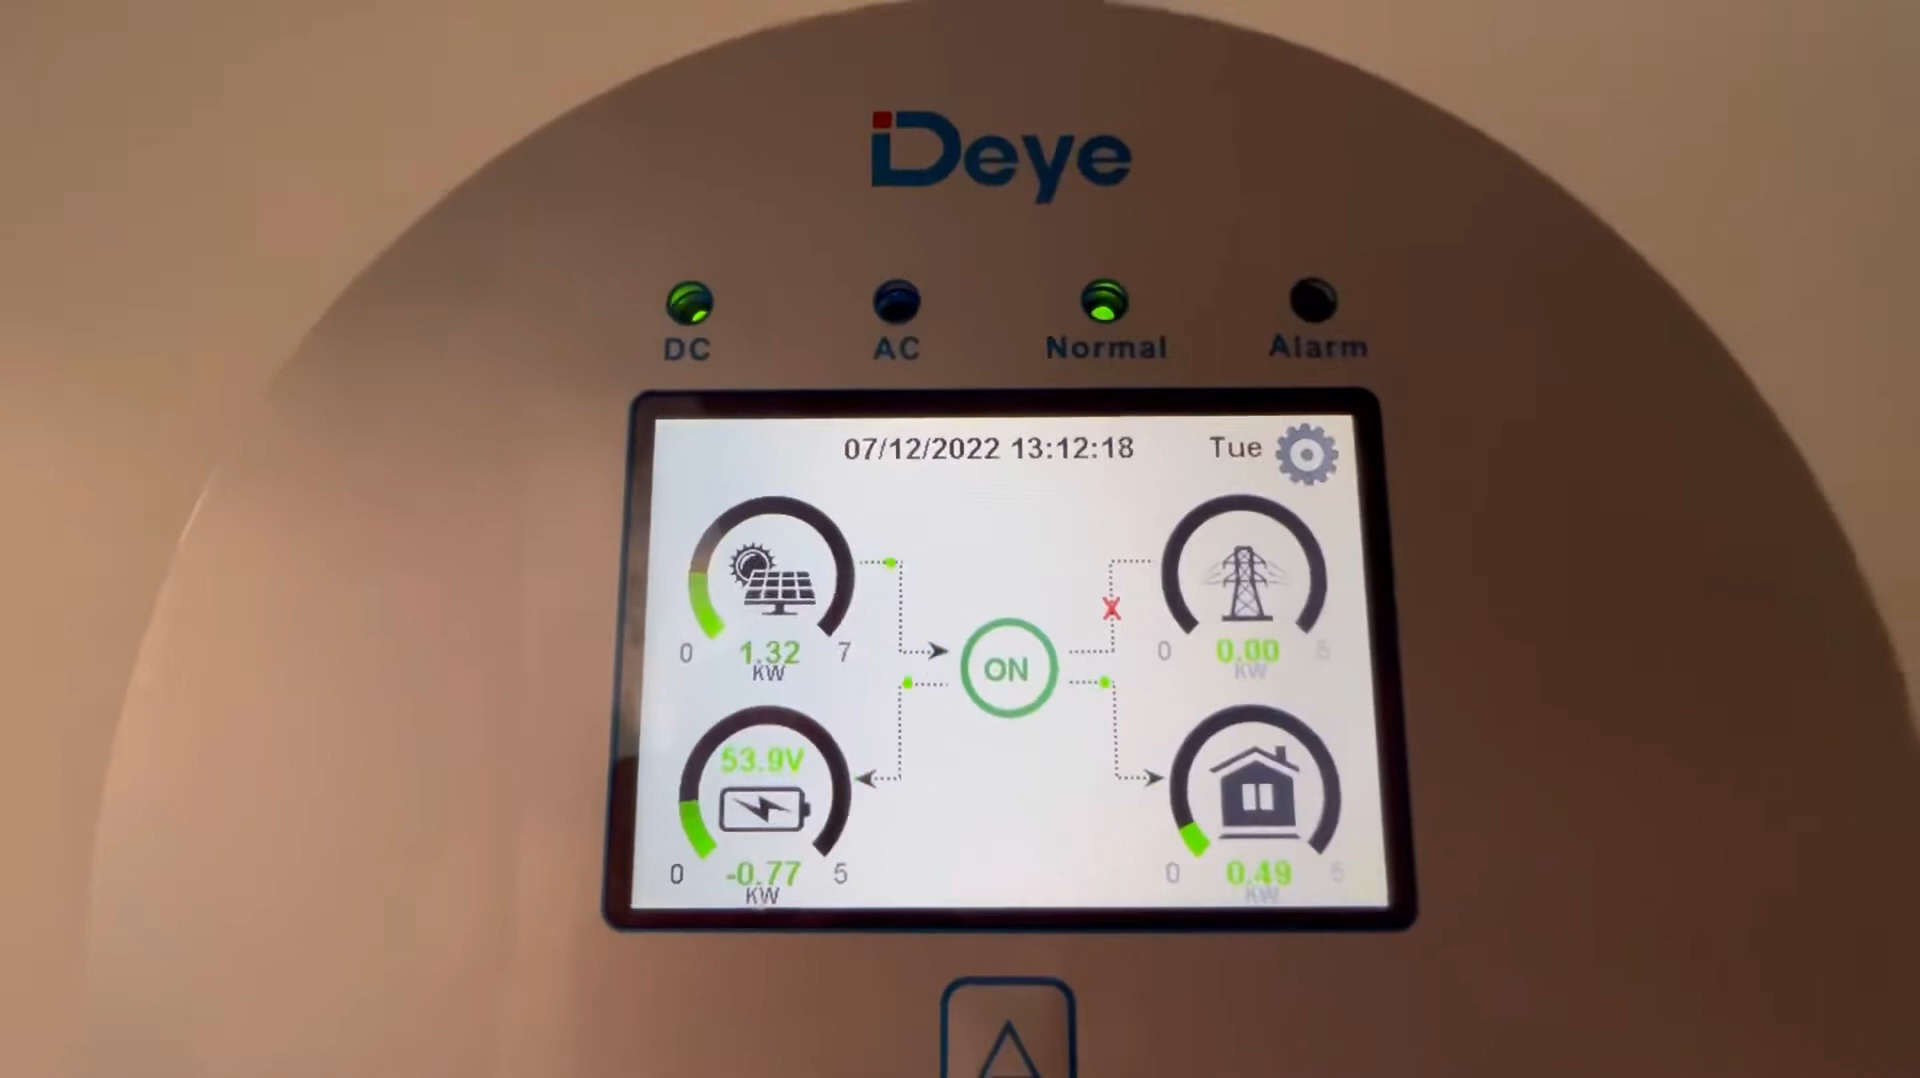 Deye
DC AC Normal Alarm
07/12/2022 13:12:18 Tue
0 1.32 7
KW
0 0.00 5
KW
ON
53.9V
0 -0.77 5
KW
0 0.49 5
KW